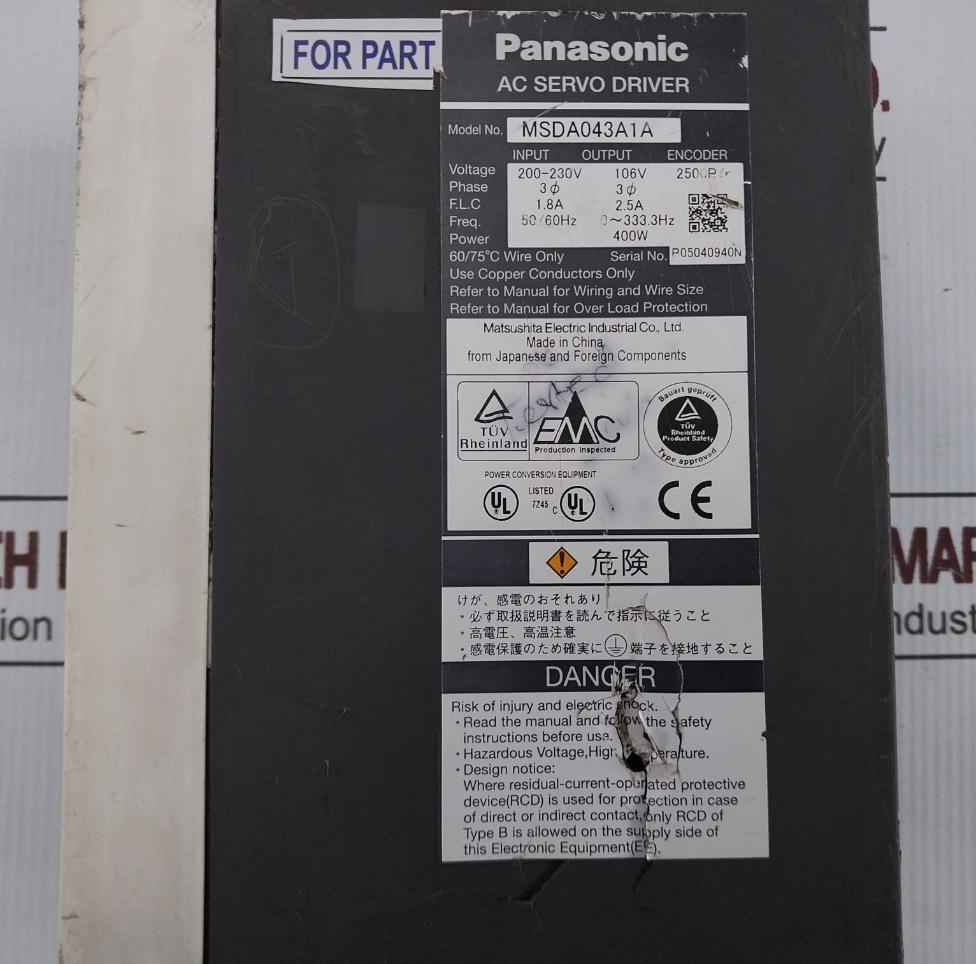 FOR PART
Panasonic
AC SERVO DRIVER
Model No. MSDA043A1A
INPUT OUTPUT ENCODER
Voltage 200-230V 106V 2500P/r
Phase 3ϕ 3ϕ
F.L.C 1.8A 2.5A
Freq. 50/60Hz 0~333.3Hz
Power 400W
60/75°C Wire Only Serial No. P05040940N
Use Copper Conductors Only
Refer to Manual for Wiring and Wire Size
Refer to Manual for Over Load Protection
Matsushita Electric Industrial Co., Ltd.
Made in China
from Japanese and Foreign Components
TÜV
Rheinland
EMC
Production Inspected
Bauart geprüft
TÜV
Rheinland
Product Safety
Type approved
POWER CONVERSION EQUIPMENT
UL LISTED 7Z45 C UL
CE
危険
けが、感電のおそれあり
・必ず取扱説明書を読んで指示に従うこと
・高電圧、高温注意
・感電保護のため確実に 端子を接地すること
DANGER
Risk of injury and electric shock.
・Read the manual and follow the safety
instructions before use.
・Hazardous Voltage,High
・Design notice:
Where residual-current-operated protective
device(RCD) is used for protection in case
of direct or indirect contact, only RCD of
Type B is allowed on the supply side of
this Electronic Equipment(EE).
MAR
ion